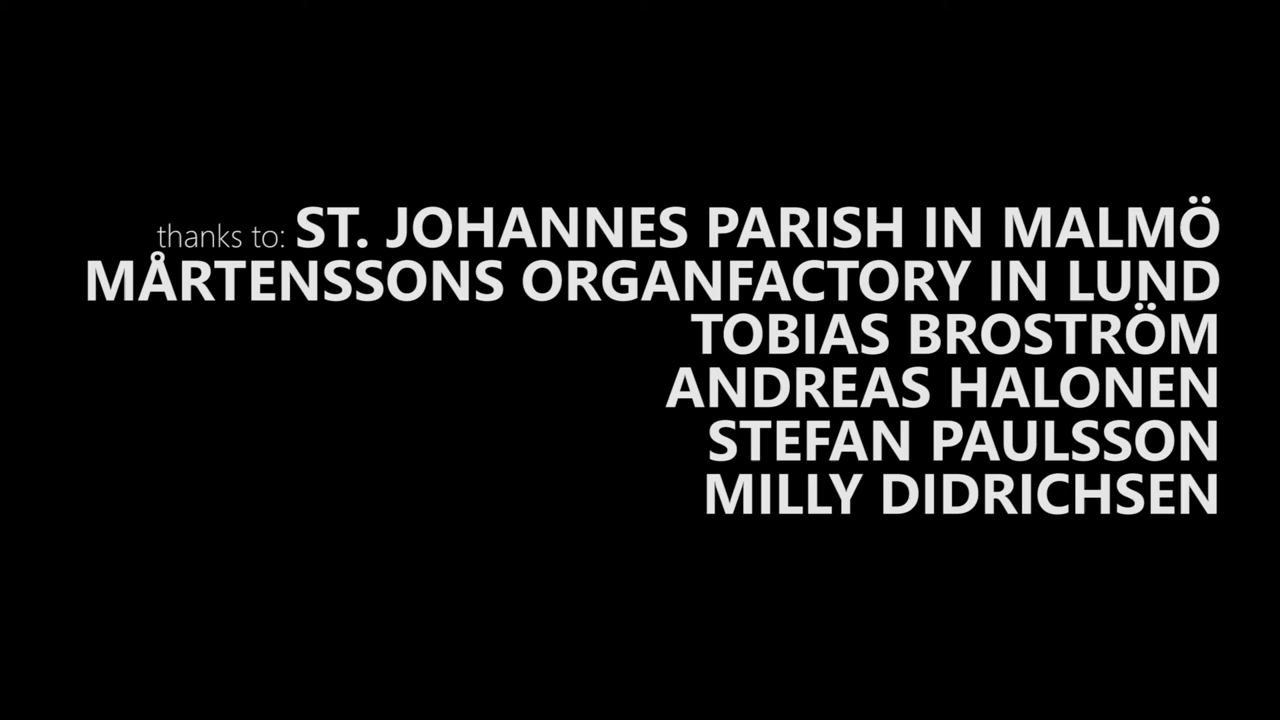 thanks to: ST. JOHANNES PARISH IN MALMÖ
MÅRTENSSONS ORGANFACTORY IN LUND
TOBIAS BROSTRÖM
ANDREAS HALONEN
STEFAN PAULSSON
MILLY DIDRICHSEN